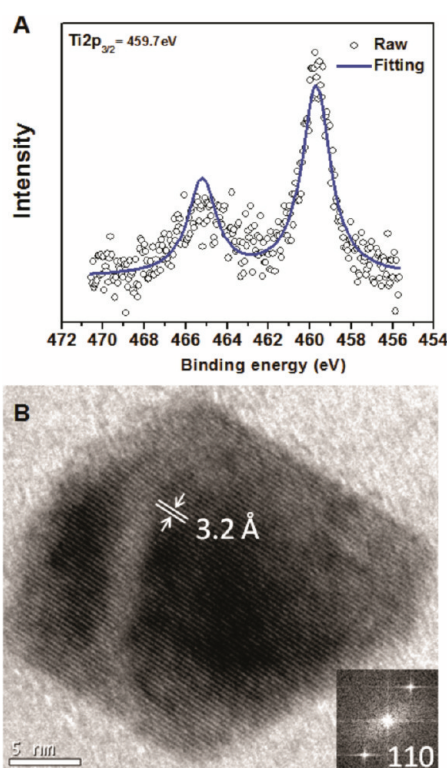 A
Ti2p3/2= 459.7eV
Raw
Fitting
Intensity
472 470 468 466 464 462 460 458 456 454
Binding energy (eV)
B
3.2 Å
5 nm
110